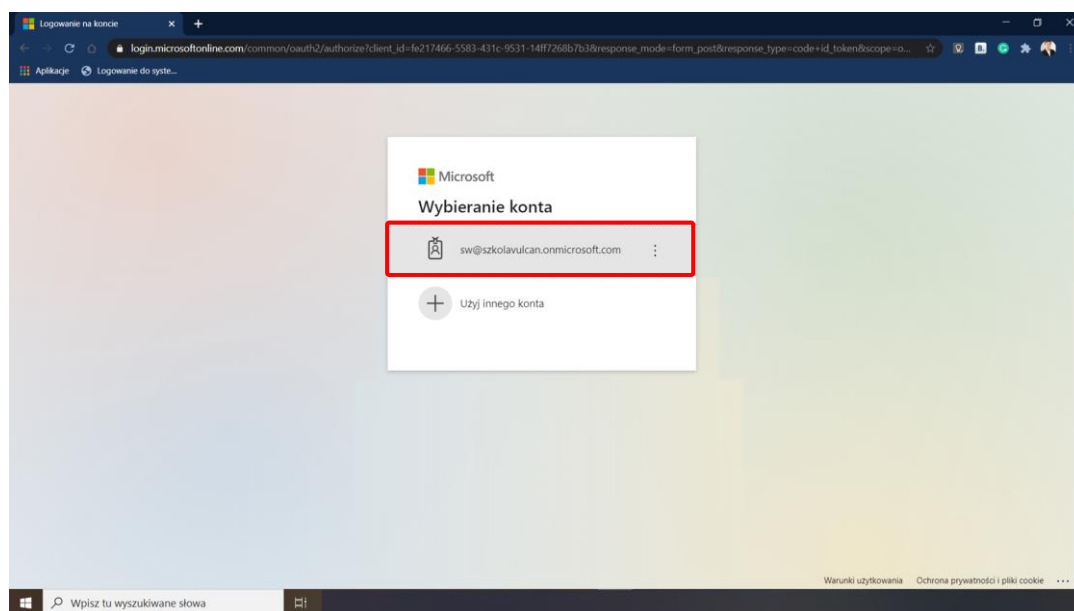 Logowanie na koncie
login.microsoftonline.com/common/oauth2/authorize?client_id=fe217466-5583-431c-9531-14ff7268b7b3&response_mode=form_post&response_type=code+id_token&scope=o...
Aplikacje Logowanie do syste...
Microsoft
Wybieranie konta
sw@szkolavulcan.onmicrosoft.com
Użyj innego konta
Warunki użytkowania Ochrona prywatności i pliki cookie ...
Wpisz tu wyszukiwane słowa